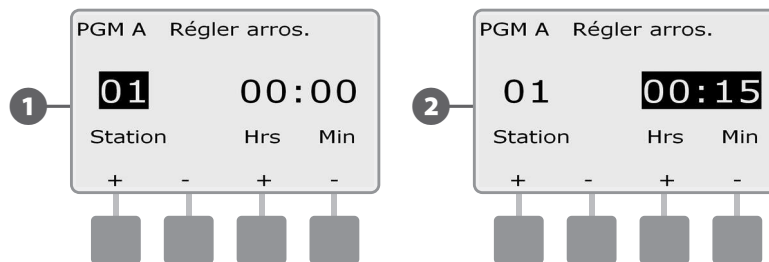 PGM A Régler arros.
1
01 00:00
Station Hrs Min
+ - + -
PGM A Régler arros.
2
01 00:15
Station Hrs Min
+ - + -